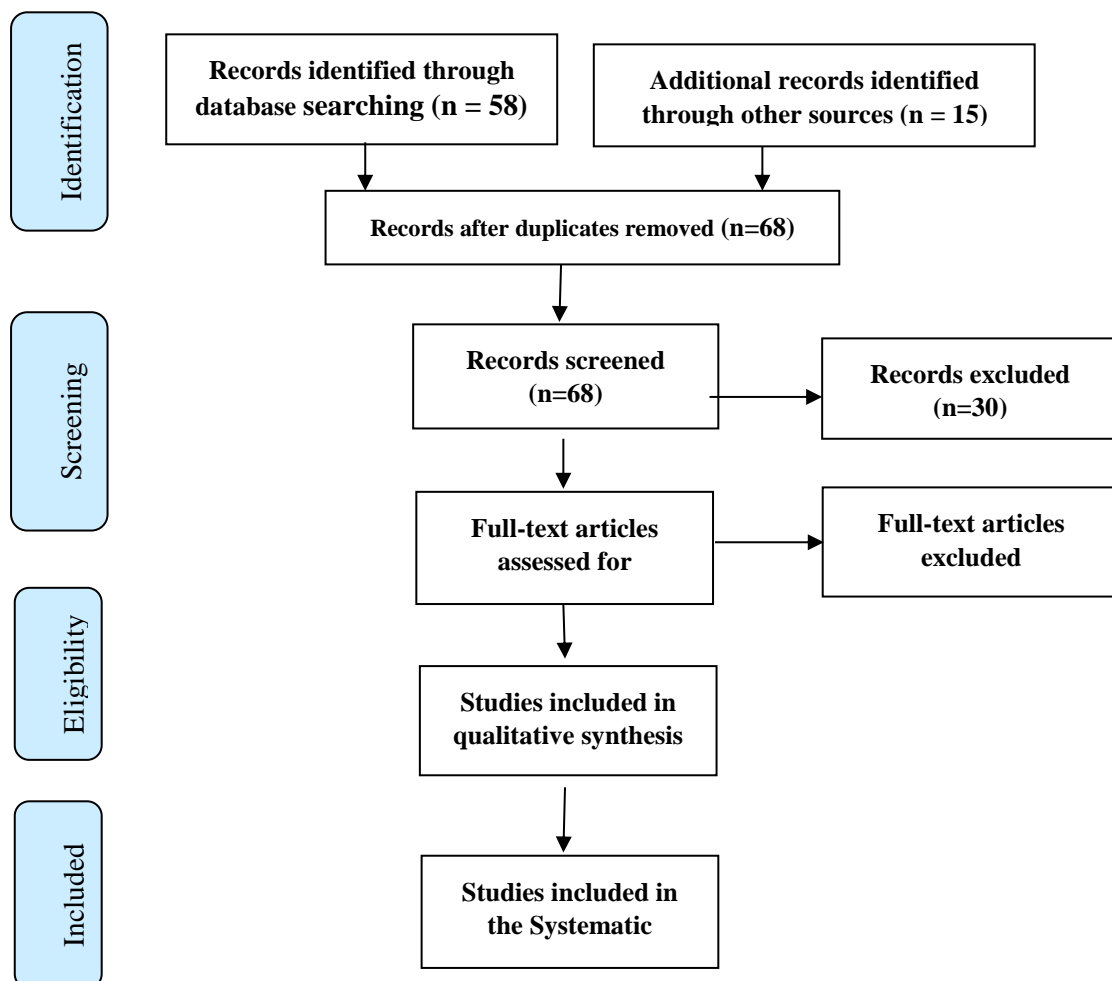 Identification
Records identified through
database searching (n = 58)
Additional records identified
through other sources (n = 15)
Records after duplicates removed (n=68)
Screening
Records screened
(n=68)
Records excluded
(n=30)
Full-text articles
assessed for
Full-text articles
excluded
Eligibility
Studies included in
qualitative synthesis
Included
Studies included in
the Systematic